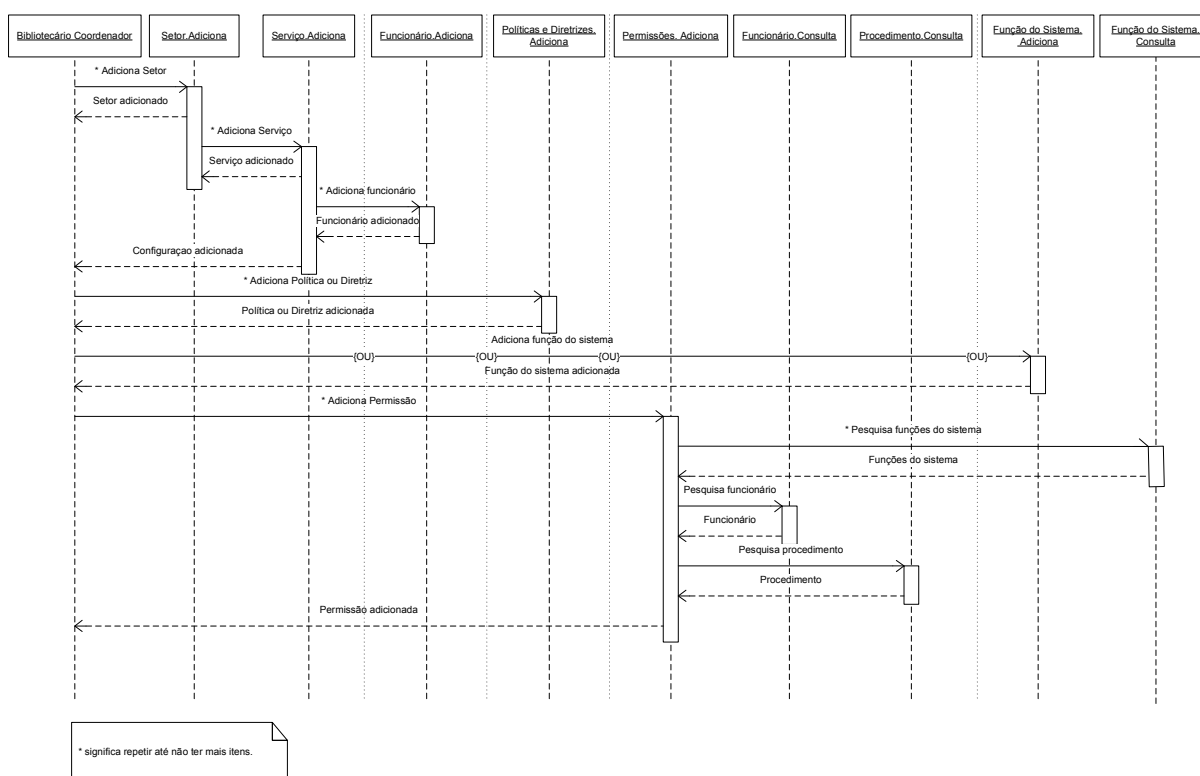 Bibliotecário.Coordenador
Setor.Adiciona
Serviço.Adiciona
Funcionário.Adiciona
Políticas e Diretrizes.
Adiciona
Permissões. Adiciona
Funcionário.Consulta
Procedimento.Consulta
Função do Sistema.
Adiciona
Função do Sistema.
Consulta
* Adiciona Setor
Setor adicionado
* Adiciona Serviço
Serviço adicionado
* Adiciona funcionário
Funcionário adicionado
Configuraçao adicionada
* Adiciona Política ou Diretriz
Política ou Diretriz adicionada
Adiciona função do sistema
{OU}
{OU}
{OU}
{OU}
Função do sistema adicionada
* Adiciona Permissão
* Pesquisa funções do sistema
Funções do sistema
Pesquisa funcionário
Funcionário
Pesquisa procedimento
Procedimento
Permissão adicionada
* significa repetir até não ter mais itens.